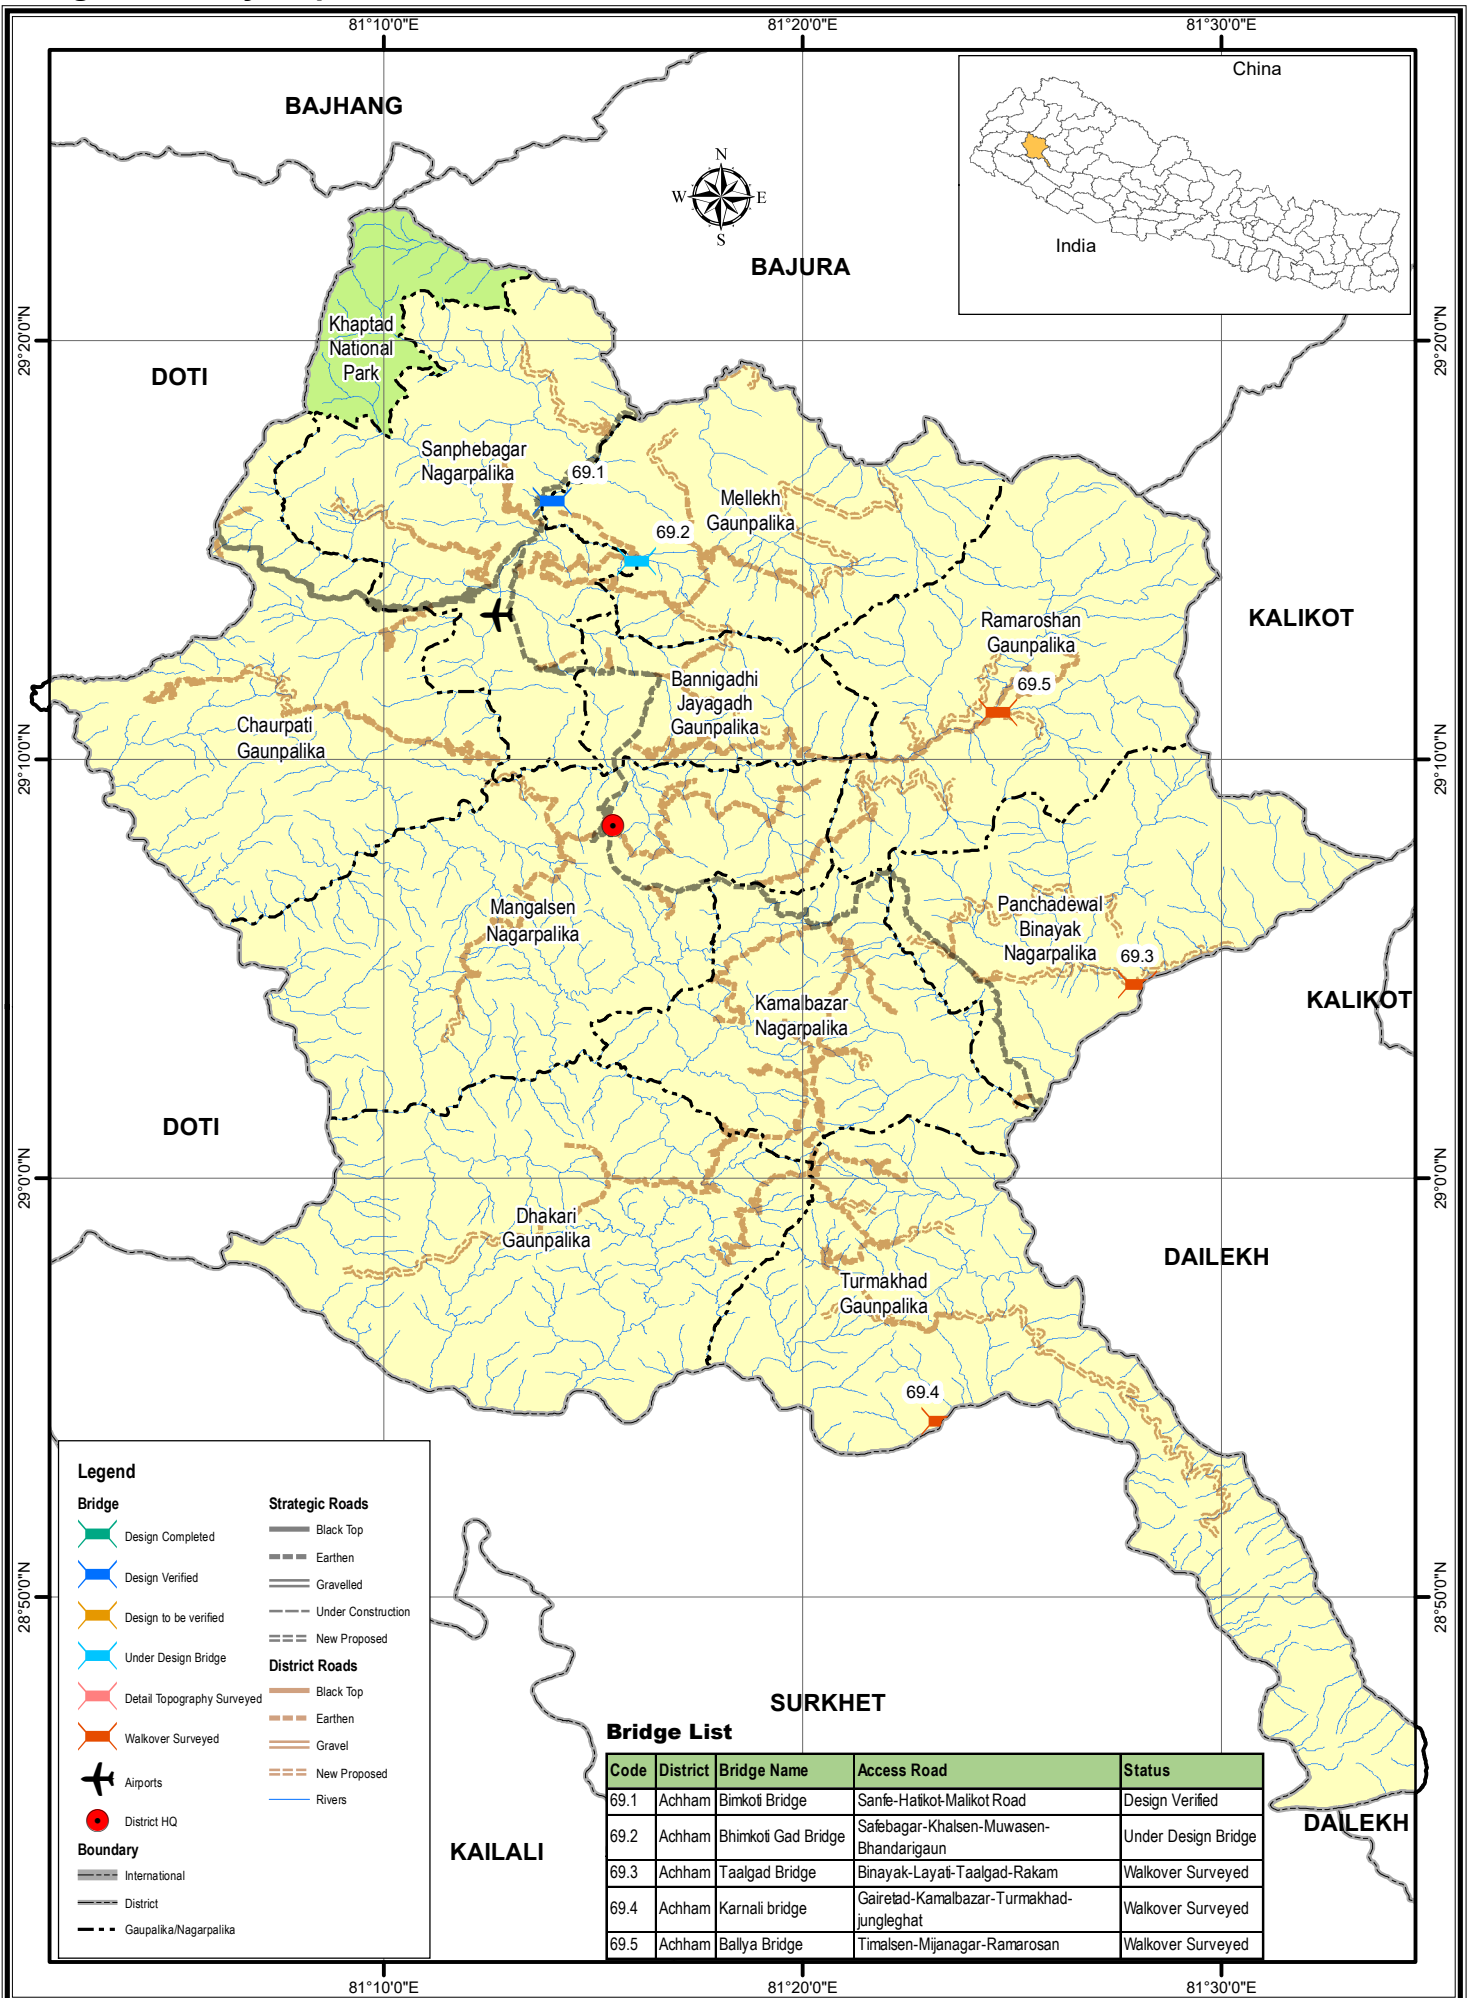 81°10'0"E
81°20'0"E
81°30'0"E
China
India
BAJHANG
N
W
E
S
BAJURA
29°20'0"N
29°20'0"N
DOTI
Khaptad
National
Park
Sanphebagar
Nagarpalika
69.1
Mellekh
Gaunpalika
69.2
Ramaroshan
Gaunpalika
KALIKOT
69.5
Bannigadhi
Jayagadh
Gaunpalika
Chaurpati
Gaunpalika
29°10'0"N
29°10'0"N
Mangalsen
Nagarpalika
Panchadewal
Binayak
Nagarpalika
69.3
Kamalbazar
Nagarpalika
KALIKOT
DOTI
29°0'0"N
29°0'0"N
Dhakari
Gaunpalika
DAILEKH
Turmakhad
Gaunpalika
69.4
28°50'0"N
28°50'0"N
Legend
Bridge
Design Completed
Design Verified
Design to be verified
Under Design Bridge
Detail Topography Surveyed
Walkover Surveyed
Airports
District HQ
Boundary
International
District
Gaupalika/Nagarpalika
Strategic Roads
Black Top
Earthen
Gravelled
Under Construction
New Proposed
District Roads
Black Top
Earthen
Gravel
New Proposed
Rivers
SURKHET
KAILALI
DAILEKH
Bridge List
Code District Bridge Name Access Road Status
69.1 Achham Bimkoti Bridge Sanfe-Hatikot-Malikot Road Design Verified
69.2 Achham Bhimkoti Gad Bridge Safebagar-Khalsen-Muwasen-
Bhandarigaun Under Design Bridge
69.3 Achham Taalgad Bridge Binayak-Layati-Taalgad-Rakam Walkover Surveyed
69.4 Achham Karnali bridge Gairetad-Kamalbazar-Turmakhad-
jungleghat Walkover Surveyed
69.5 Achham Ballya Bridge Timalsen-Mijanagar-Ramarosan Walkover Surveyed
81°10'0"E
81°20'0"E
81°30'0"E